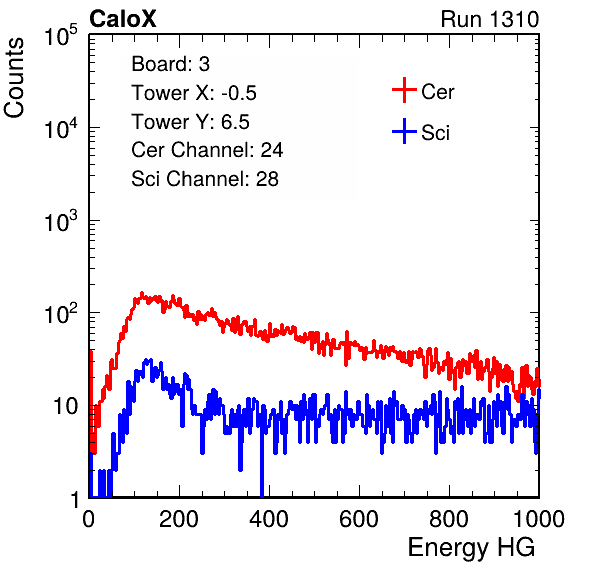 CaloX Run 1310
Counts
10^5
10^4
10^3
10^2
10
1
Board: 3
Tower X: -0.5
Tower Y: 6.5
Cer Channel: 24
Sci Channel: 28
Cer
Sci
0 200 400 600 800 1000
Energy HG